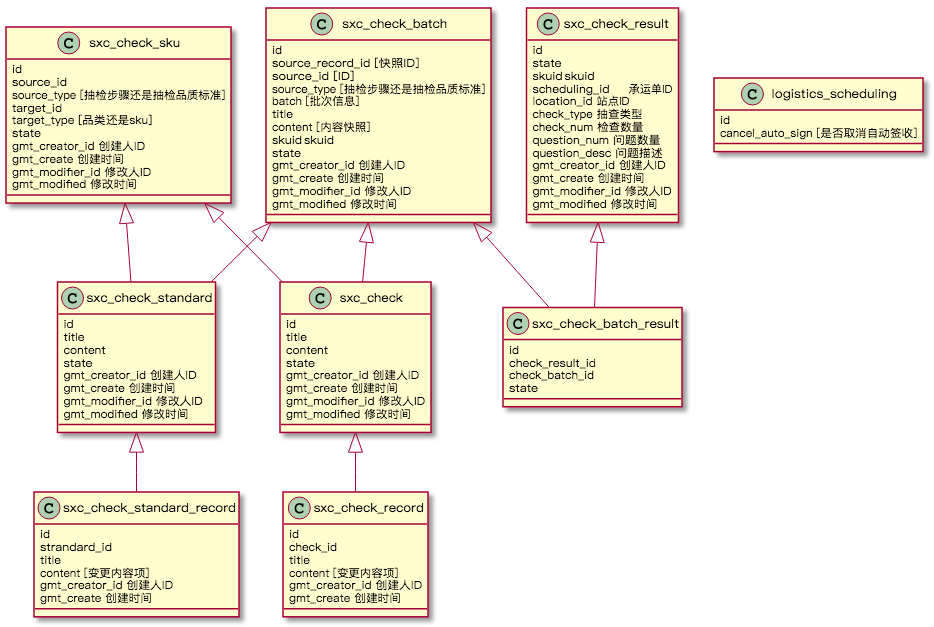 C sxc_check_sku
id
source_id
source_type [抽检步骤还是抽检品质标准]
target_id
target_type [品类还是sku]
state
gmt_creator_id 创建人ID
gmt_create 创建时间
gmt_modifier_id 修改人ID
gmt_modified 修改时间
C sxc_check_batch
id
source_record_id [快照ID]
source_id [ID]
source_type [抽检步骤还是抽检品质标准]
batch [批次信息]
title
content [内容快照]
skuid skuid
state
gmt_creator_id 创建人ID
gmt_create 创建时间
gmt_modifier_id 修改人ID
gmt_modified 修改时间
C sxc_check_result
id
state
skuid skuid
scheduling_id 承运单ID
location_id 站点ID
check_type 抽查类型
check_num 检查数量
question_num 问题数量
question_desc 问题描述
gmt_creator_id 创建人ID
gmt_create 创建时间
gmt_modifier_id 修改人ID
gmt_modified 修改时间
C logistics_scheduling
id
cancel_auto_sign [是否取消自动签收]
C sxc_check_standard
id
title
content
state
gmt_creator_id 创建人ID
gmt_create 创建时间
gmt_modifier_id 修改人ID
gmt_modified 修改时间
C sxc_check
id
title
content
state
gmt_creator_id 创建人ID
gmt_create 创建时间
gmt_modifier_id 修改人ID
gmt_modified 修改时间
C sxc_check_batch_result
id
check_result_id
check_batch_id
state
C sxc_check_standard_record
id
strandard_id
title
content [变更内容项]
gmt_creator_id 创建人ID
gmt_create 创建时间
C sxc_check_record
id
check_id
title
content [变更内容项]
gmt_creator_id 创建人ID
gmt_create 创建时间